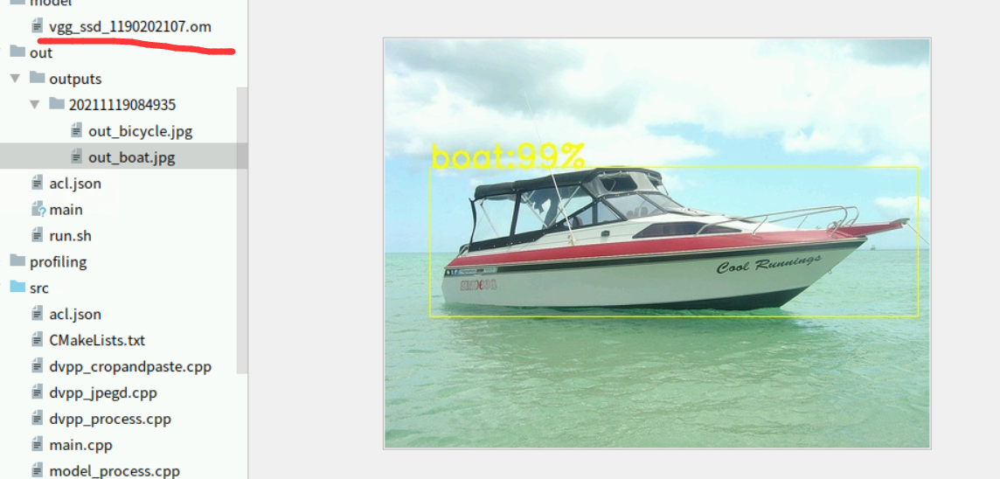 model
vgg_ssd_1190202107.om
out
outputs
20211119084935
out_bicycle.jpg
out_boat.jpg
acl.json
main
run.sh
profiling
src
acl.json
CMakeLists.txt
dvpp_cropandpaste.cpp
dvpp_jpegd.cpp
dvpp_process.cpp
main.cpp
model_process.cpp
boat:99%
Cool Runnings